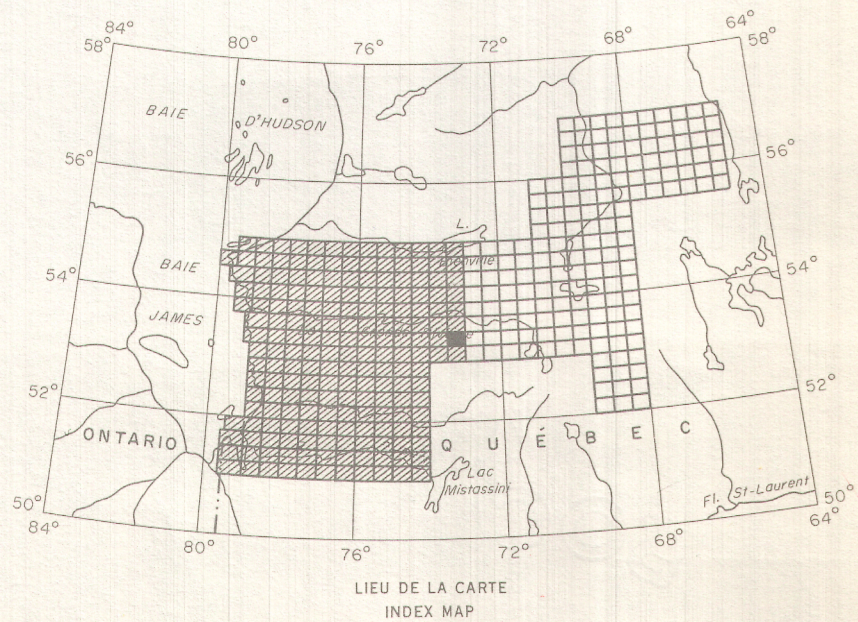 84°
80°
76°
72°
68°
64°
58°
58°
BAIE
D'HUDSON
56°
56°
L.
BAIE
54°
54°
JAMES
52°
52°
ONTARIO
QUÉBEC
Lac
Mistassini
Fl. St-Laurent
50°
50°
84°
80°
76°
72°
68°
64°
LIEU DE LA CARTE
INDEX MAP